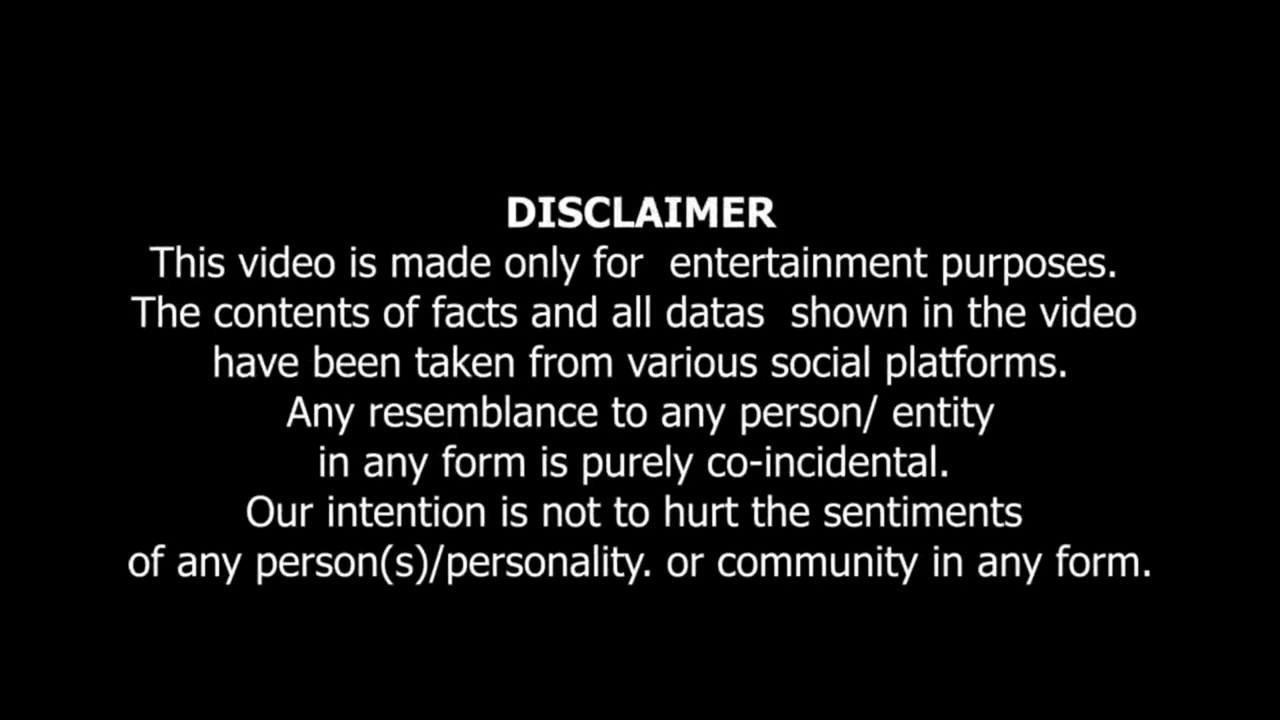 DISCLAIMER
This video is made only for  entertainment purposes.
The contents of facts and all datas  shown in the video
have been taken from various social platforms.
Any resemblance to any person/ entity
in any form is purely co-incidental.
Our intention is not to hurt the sentiments
of any person(s)/personality. or community in any form.